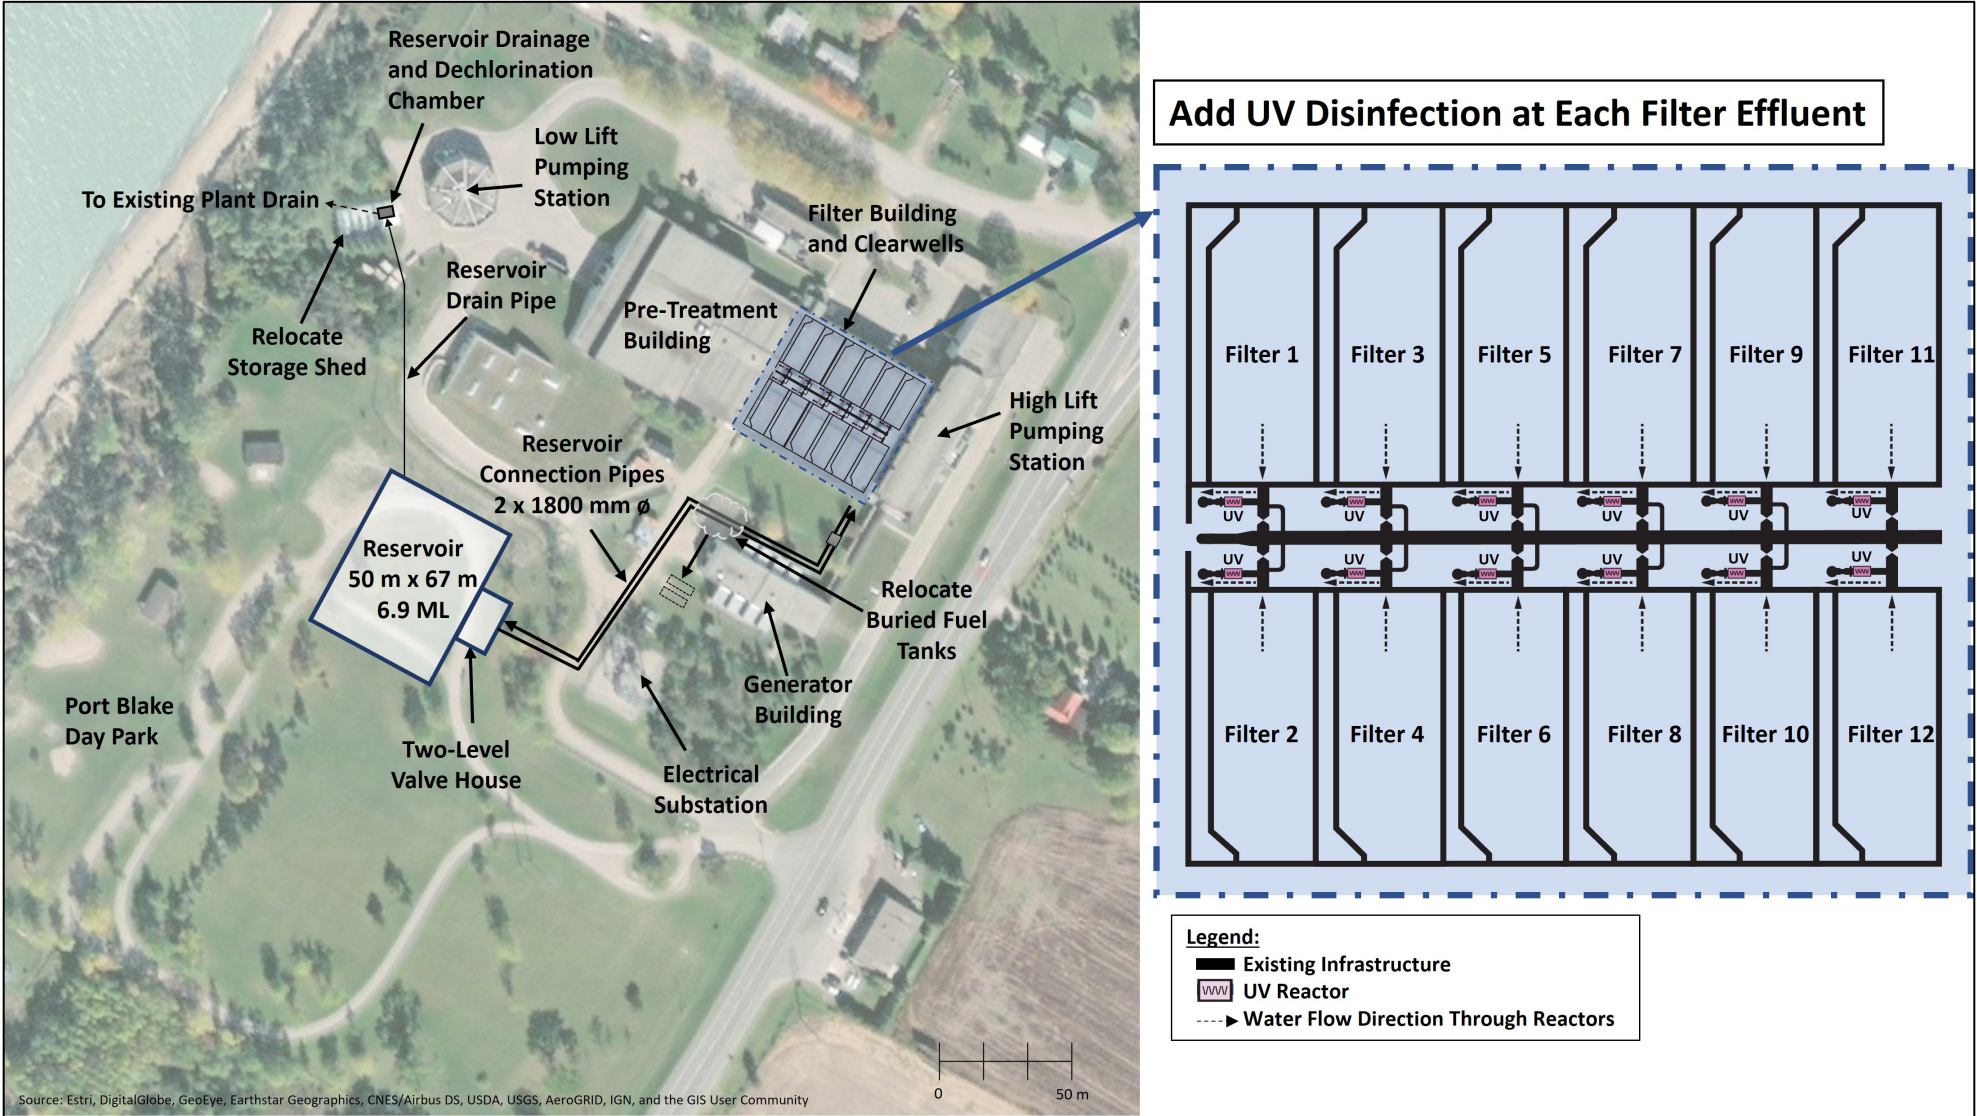 Reservoir Drainage
and Dechlorination
Chamber
Low Lift
Pumping
Station
To Existing Plant Drain
Filter Building
and Clearwells
Reservoir
Drain Pipe
Pre-Treatment
Building
Relocate
Storage Shed
High Lift
Pumping
Station
Reservoir
Connection Pipes
2 x 1800 mm ø
Reservoir
50 m x 67 m
6.9 ML
Relocate
Buried Fuel
Tanks
Generator
Building
Port Blake
Day Park
Two-Level
Valve House
Electrical
Substation
0
50 m
Source: Estri, DigitalGlobe, GeoEye, Earthstar Geographics, CNES/Airbus DS, USDA, USGS, AeroGRID, IGN, and the GIS User Community
Add UV Disinfection at Each Filter Effluent
Filter 1
Filter 3
Filter 5
Filter 7
Filter 9
Filter 11
UV
UV
UV
UV
UV
UV
UV
UV
UV
UV
UV
UV
Filter 2
Filter 4
Filter 6
Filter 8
Filter 10
Filter 12
Legend:
Existing Infrastructure
UV Reactor
Water Flow Direction Through Reactors